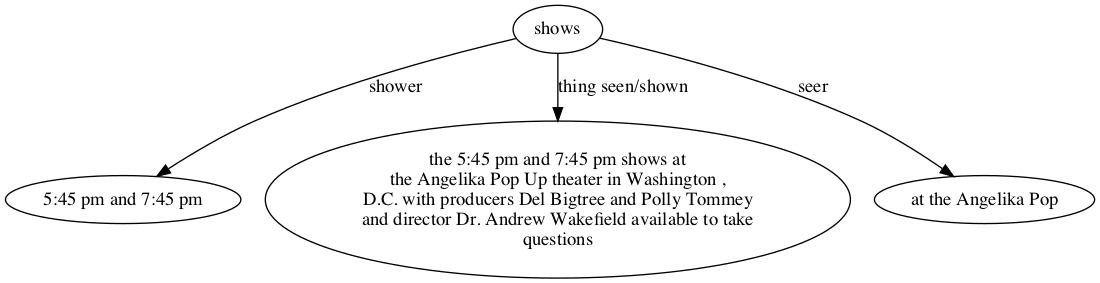 shows
shower
thing seen/shown
seer
5:45 pm and 7:45 pm
the 5:45 pm and 7:45 pm shows at
the Angelika Pop Up theater in Washington ,
D.C. with producers Del Bigtree and Polly Tommey
and director Dr. Andrew Wakefield available to take
questions
at the Angelika Pop